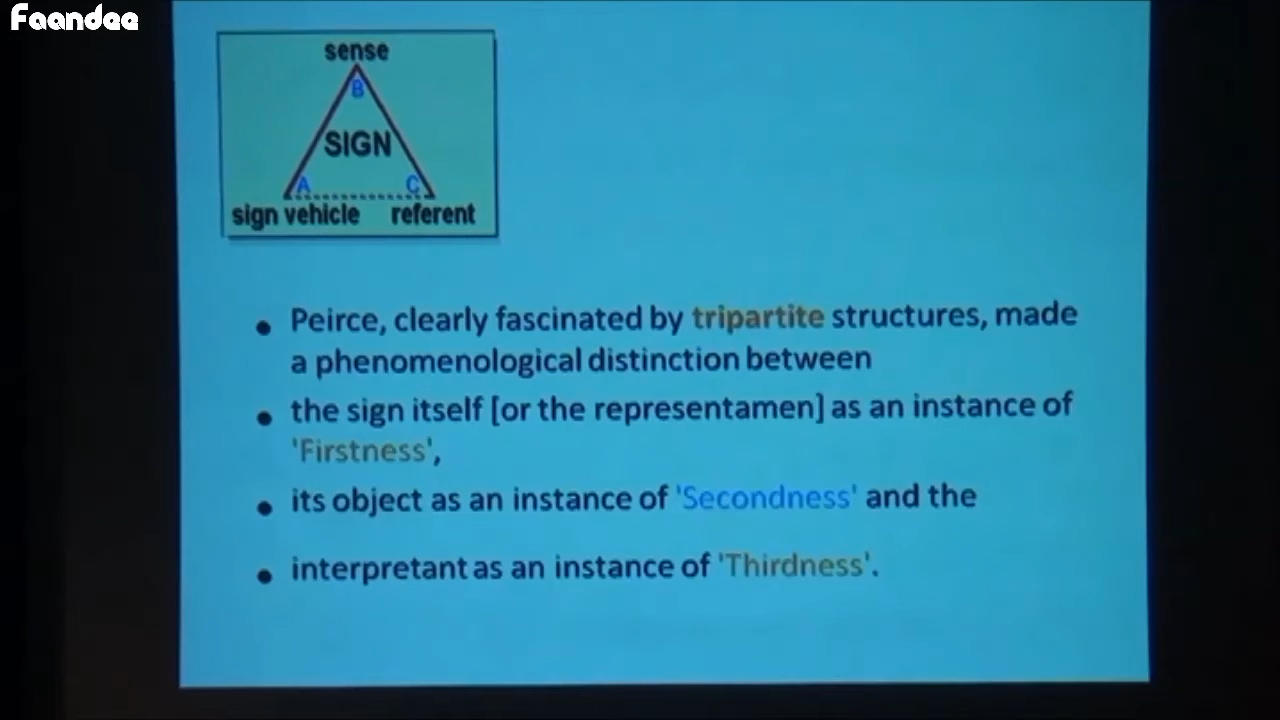 Faandee
sense
B
SIGN
A C
sign vehicle referent
Peirce, clearly fascinated by tripartite structures, made
a phenomenological distinction between
the sign itself [or the representamen] as an instance of
'Firstness',
its object as an instance of 'Secondness' and the
interpretant as an instance of 'Thirdness'.